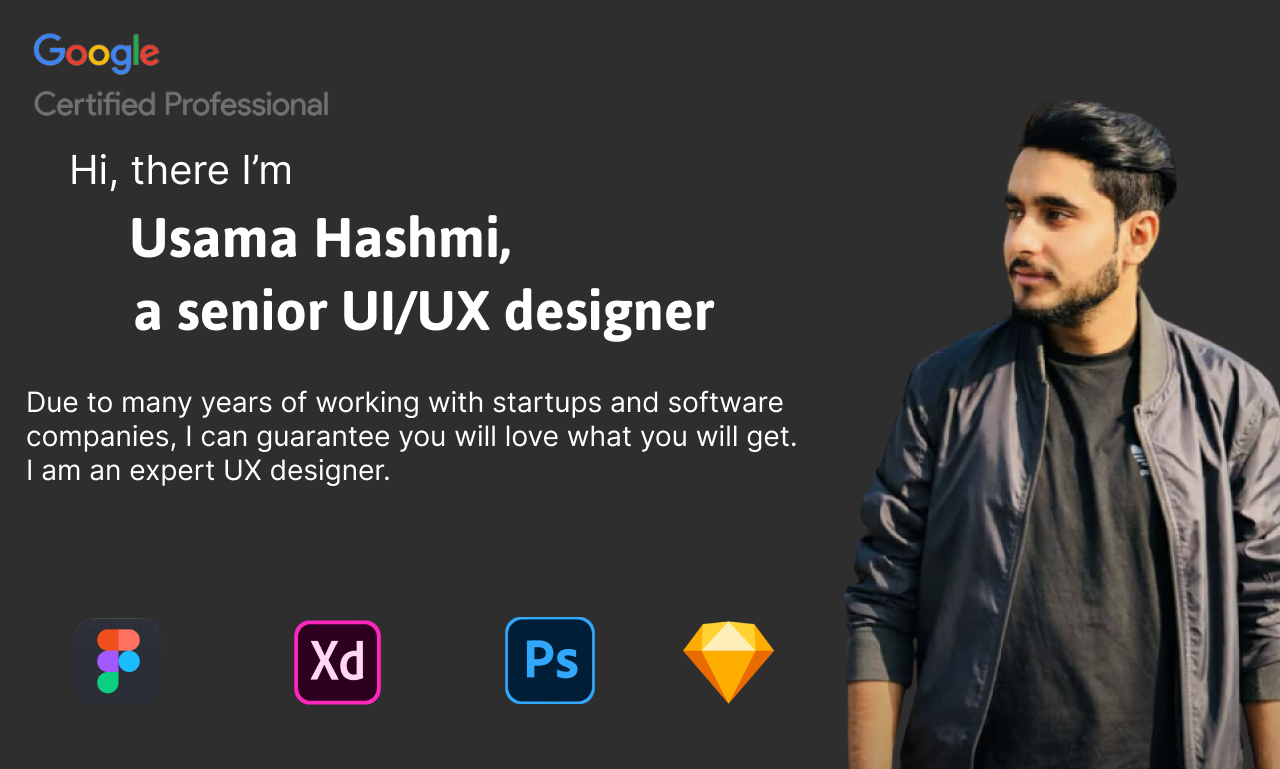 Google
Certified Professional
Hi, there I’m
Usama Hashmi,
a senior UI/UX designer
Due to many years of working with startups and software
companies, I can guarantee you will love what you will get.
I am an expert UX designer.
Xd
Ps